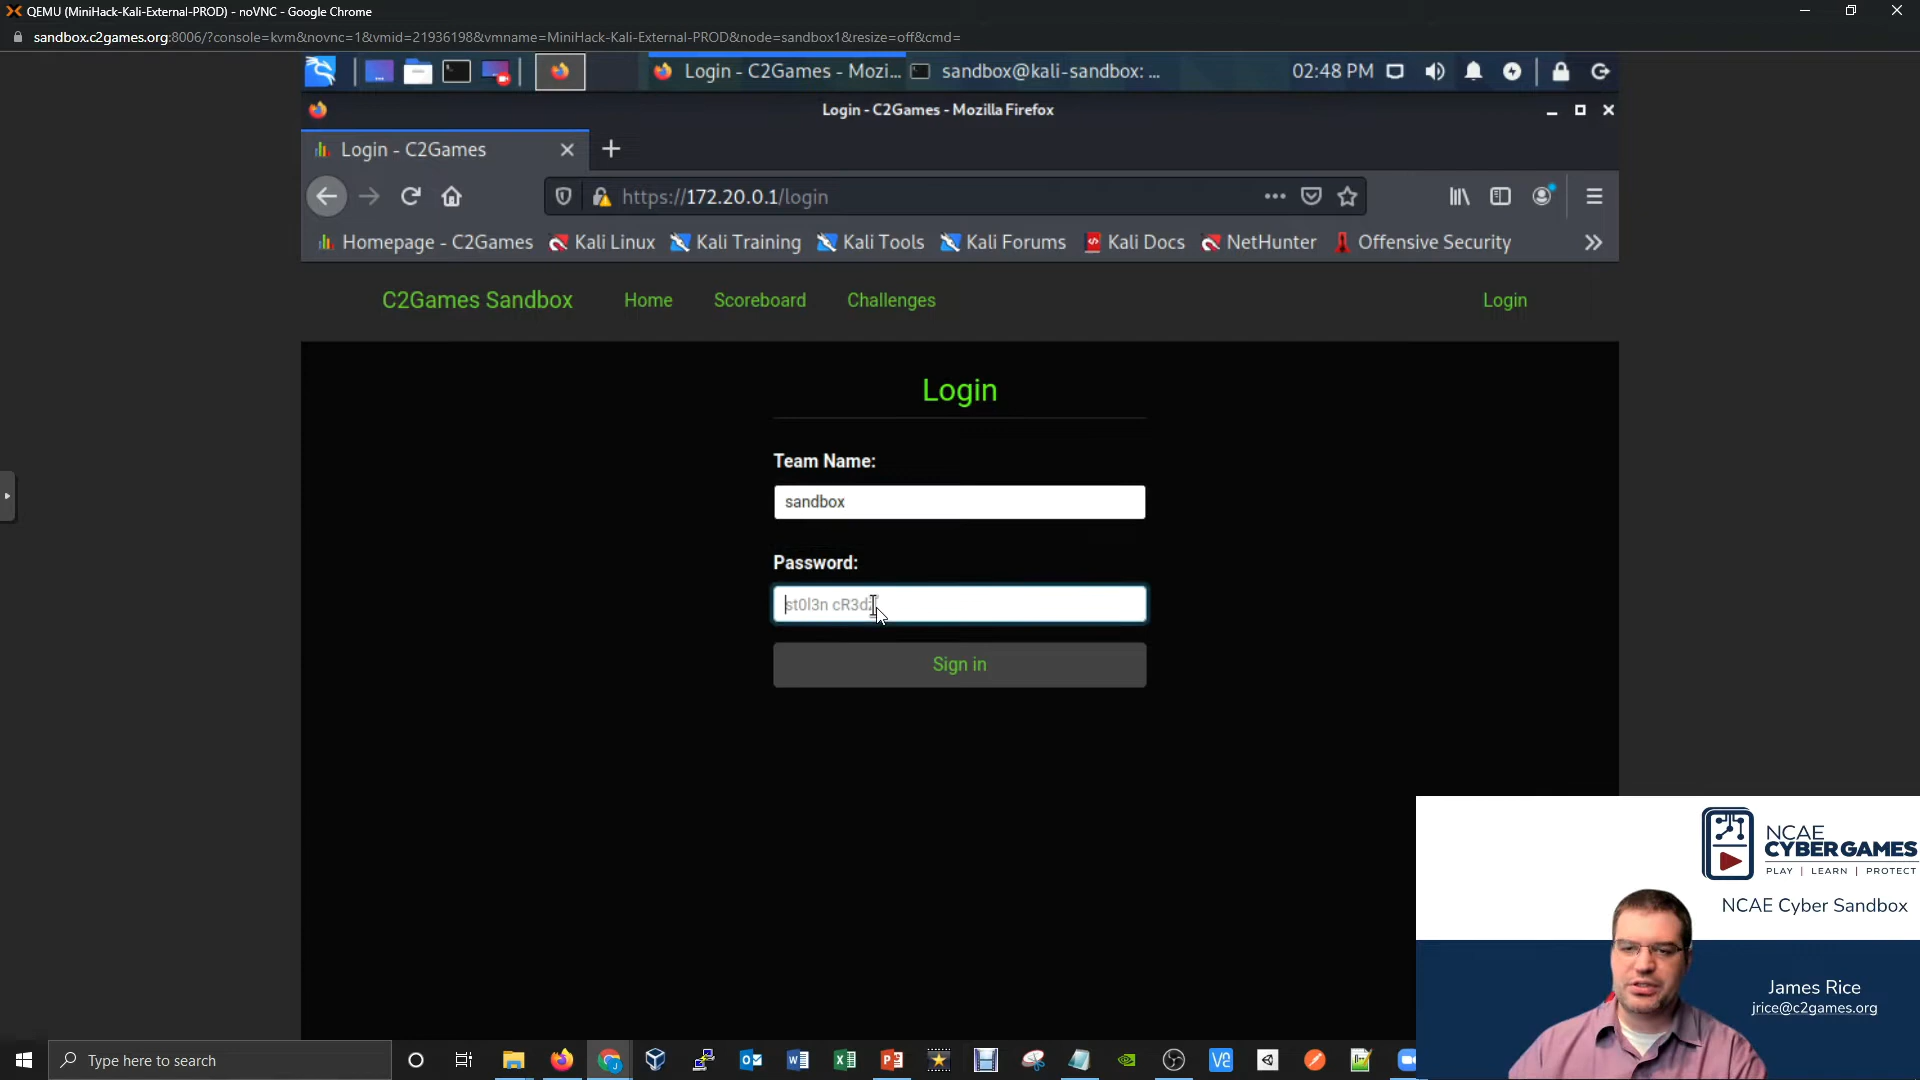 QEMU (MiniHack-Kali-External-PROD) - noVNC - Google Chrome
sandbox.c2games.org:8006/?console=kvm&novnc=1&vmid=21936198&vmname=MiniHack-Kali-External-PROD&node=sandbox1&resize=off&cmd=
Login - C2Games - Mozi... sandbox@kali-sandbox: ... 02:48 PM
Login - C2Games - Mozilla Firefox
Login - C2Games
https://172.20.0.1/login
Homepage - C2Games Kali Linux Kali Training Kali Tools Kali Forums Kali Docs NetHunter Offensive Security
C2Games Sandbox Home Scoreboard Challenges Login
Login
Team Name:
sandbox
Password:
st0l3n
Sign in
NCAE
CYBERGAMES
PLAY | LEARN | PROTECT
NCAE Cyber Sandbox
James Rice
jrice@c2games.org
Type here to search